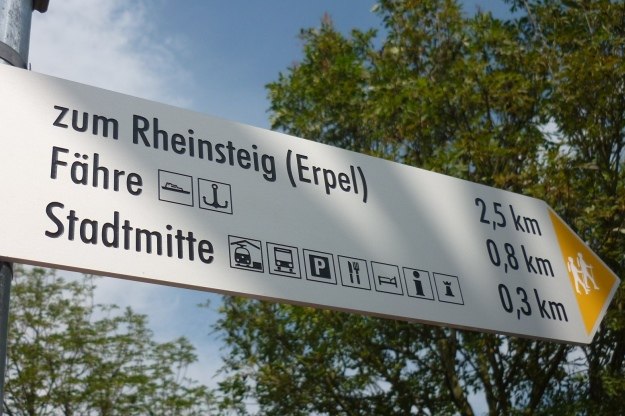 zum Rheinsteig (Erpel) 2,5 km
Fähre 0,8 km
Stadtmitte P i 0,3 km